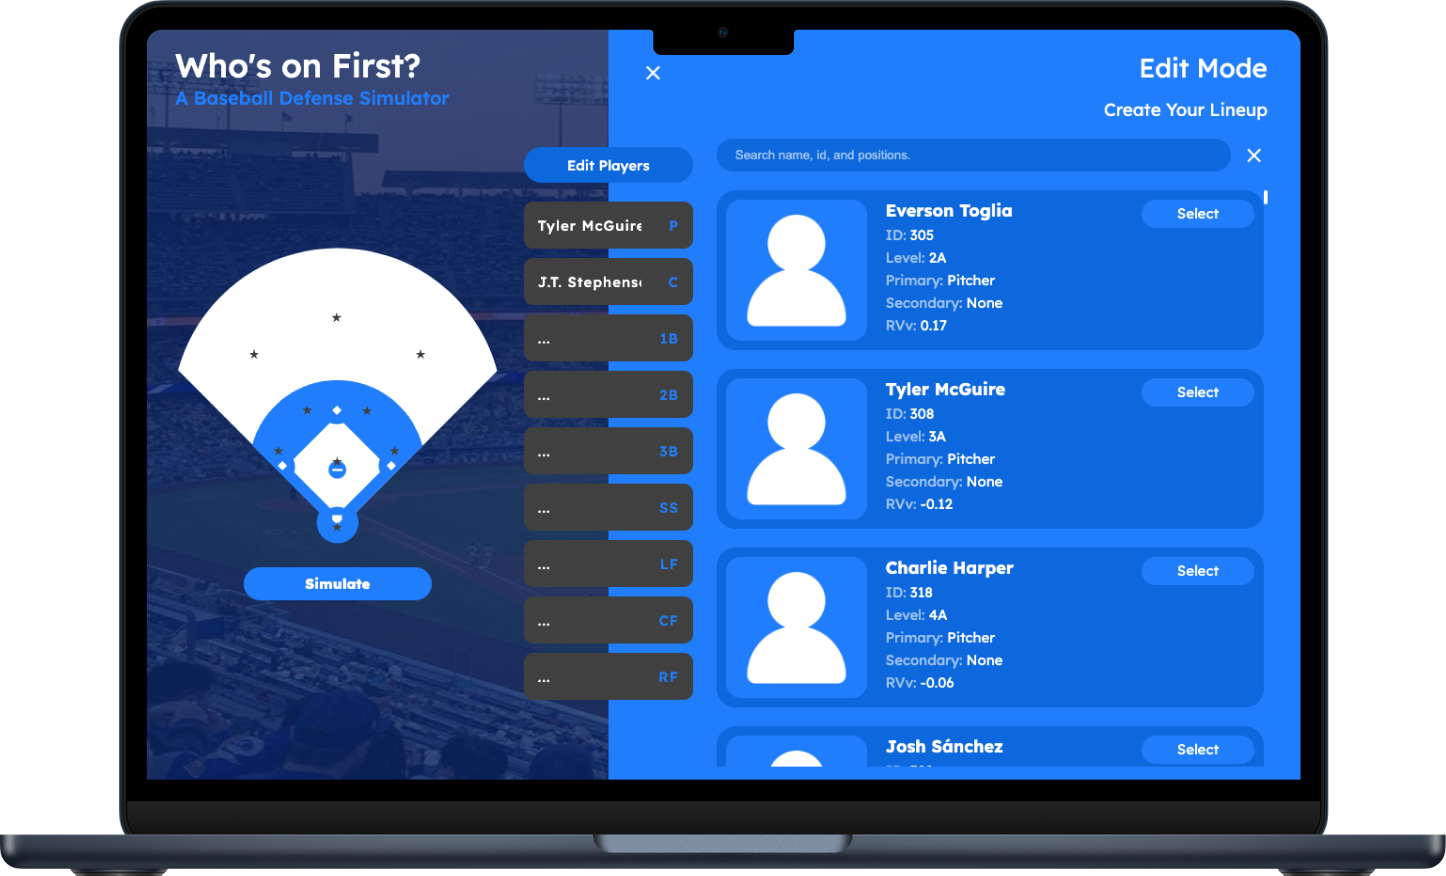 Who's on First?
A Baseball Defense Simulator
Simulate
Edit Players
Tyler McGuire P
J.T. C
... 1B
... 2B
... 3B
... SS
... LF
... CF
... RF
Edit Mode
Create Your Lineup
Search name, id, and positions.
Everson Toglia
Select
ID: 305
Level: 2A
Primary: Pitcher
Secondary: None
RVv: 0.17
Tyler McGuire
Select
ID: 308
Level: 3A
Primary: Pitcher
Secondary: None
RVv: -0.12
Charlie Harper
Select
ID: 318
Level: 4A
Primary: Pitcher
Secondary: None
RVv: -0.06
Josh Sánchez
Select